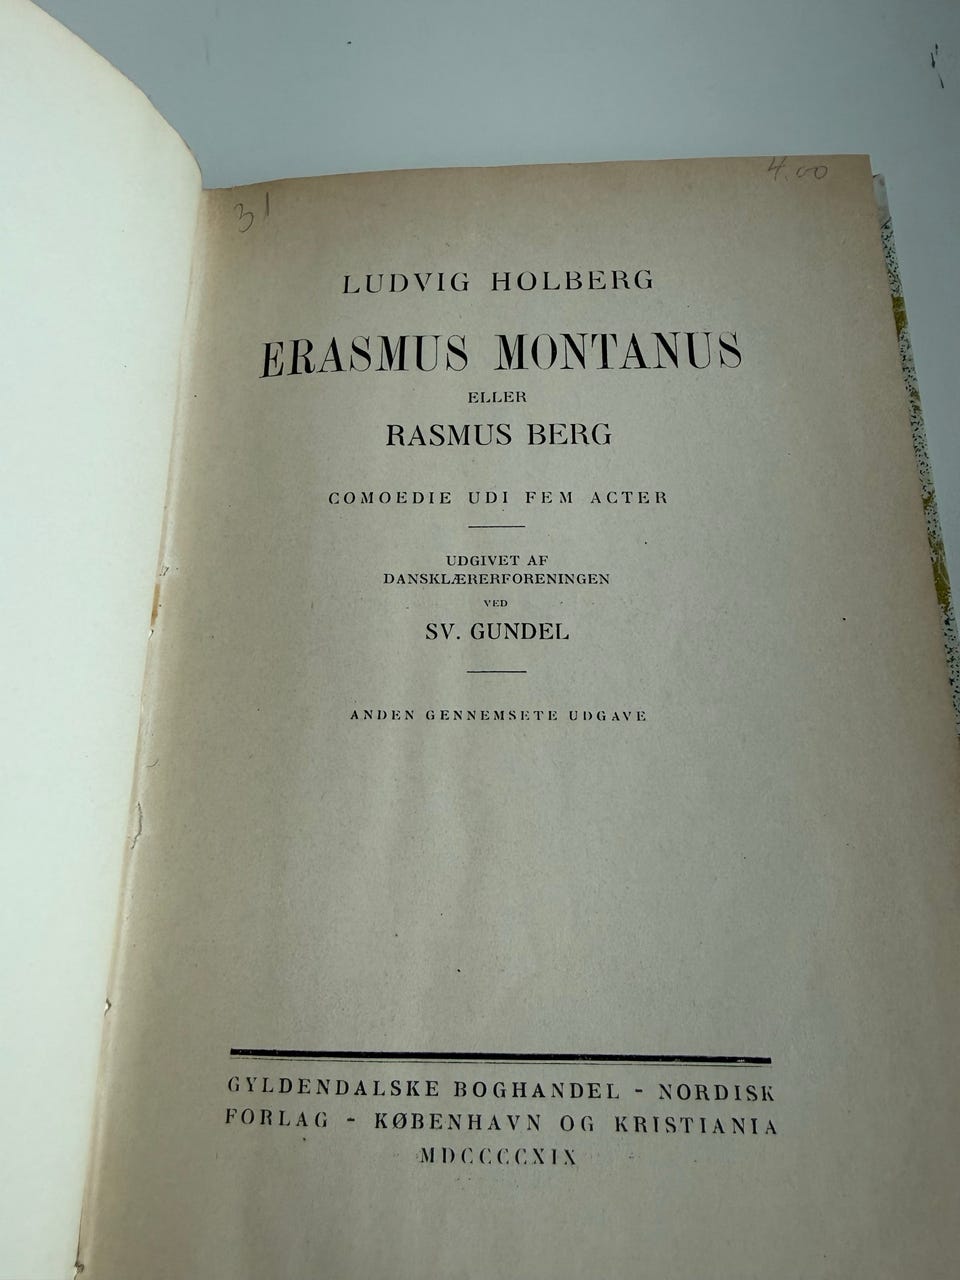 31
4.00
LUDVIG HOLBERG
ERASMUS MONTANUS
ELLER
RASMUS BERG
COMOEDIE UDI FEM ACTER
UDGIVET AF
DANSKLÆRERFORENINGEN
VED
SV. GUNDEL
ANDEN GENNEMSETE UDGAVE
GYLDENDALSKE BOGHANDEL - NORDISK
FORLAG - KØBENHAVN OG KRISTIANIA
MDCCCCXIX